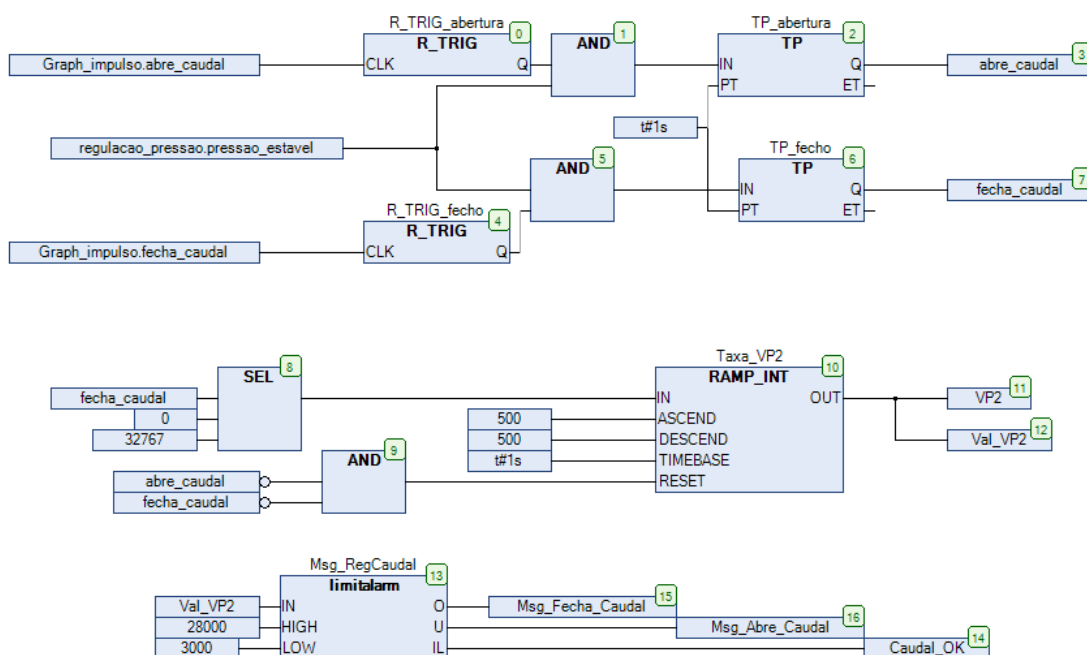 R_TRIG_abertura
R_TRIG 0
Graph_impulso.abre_caudal
CLK Q
AND 1
TP_abertura
TP 2
IN Q
PT ET
abre_caudal 3
regulacao_pressao.pressao_estavel
t#1s
AND 5
TP_fecho
TP 6
IN Q
PT ET
fecha_caudal 7
R_TRIG_fecho
R_TRIG 4
Graph_impulso.fecha_caudal
CLK Q
SEL 8
fecha_caudal
0
32767
AND 9
abre_caudal
fecha_caudal
Taxa_VP2
RAMP_INT 10
IN OUT
500 ASCEND
500 DESCEND
t#1s TIMEBASE
RESET
VP2 11
Val_VP2 12
Msg_RegCaudal
limitalarm 13
Val_VP2 IN O Msg_Fecha_Caudal 15
28000 HIGH U Msg_Abre_Caudal 16
3000 LOW IL Caudal_OK 14